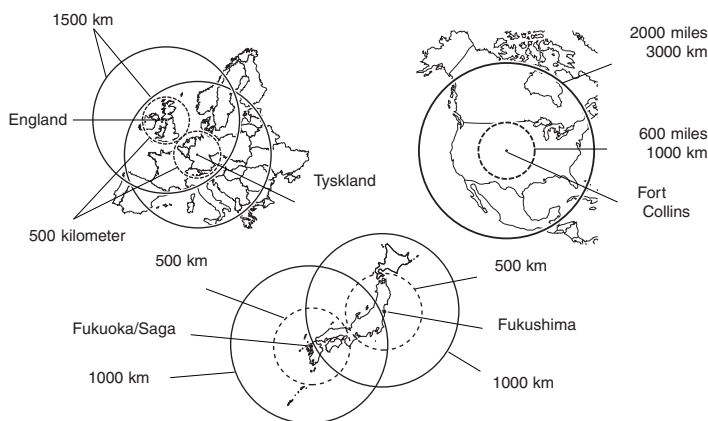 1500 km
England
Tyskland
500 kilometer
2000 miles
3000 km
600 miles
1000 km
Fort
Collins
500 km
500 km
Fukuoka/Saga
Fukushima
1000 km
1000 km